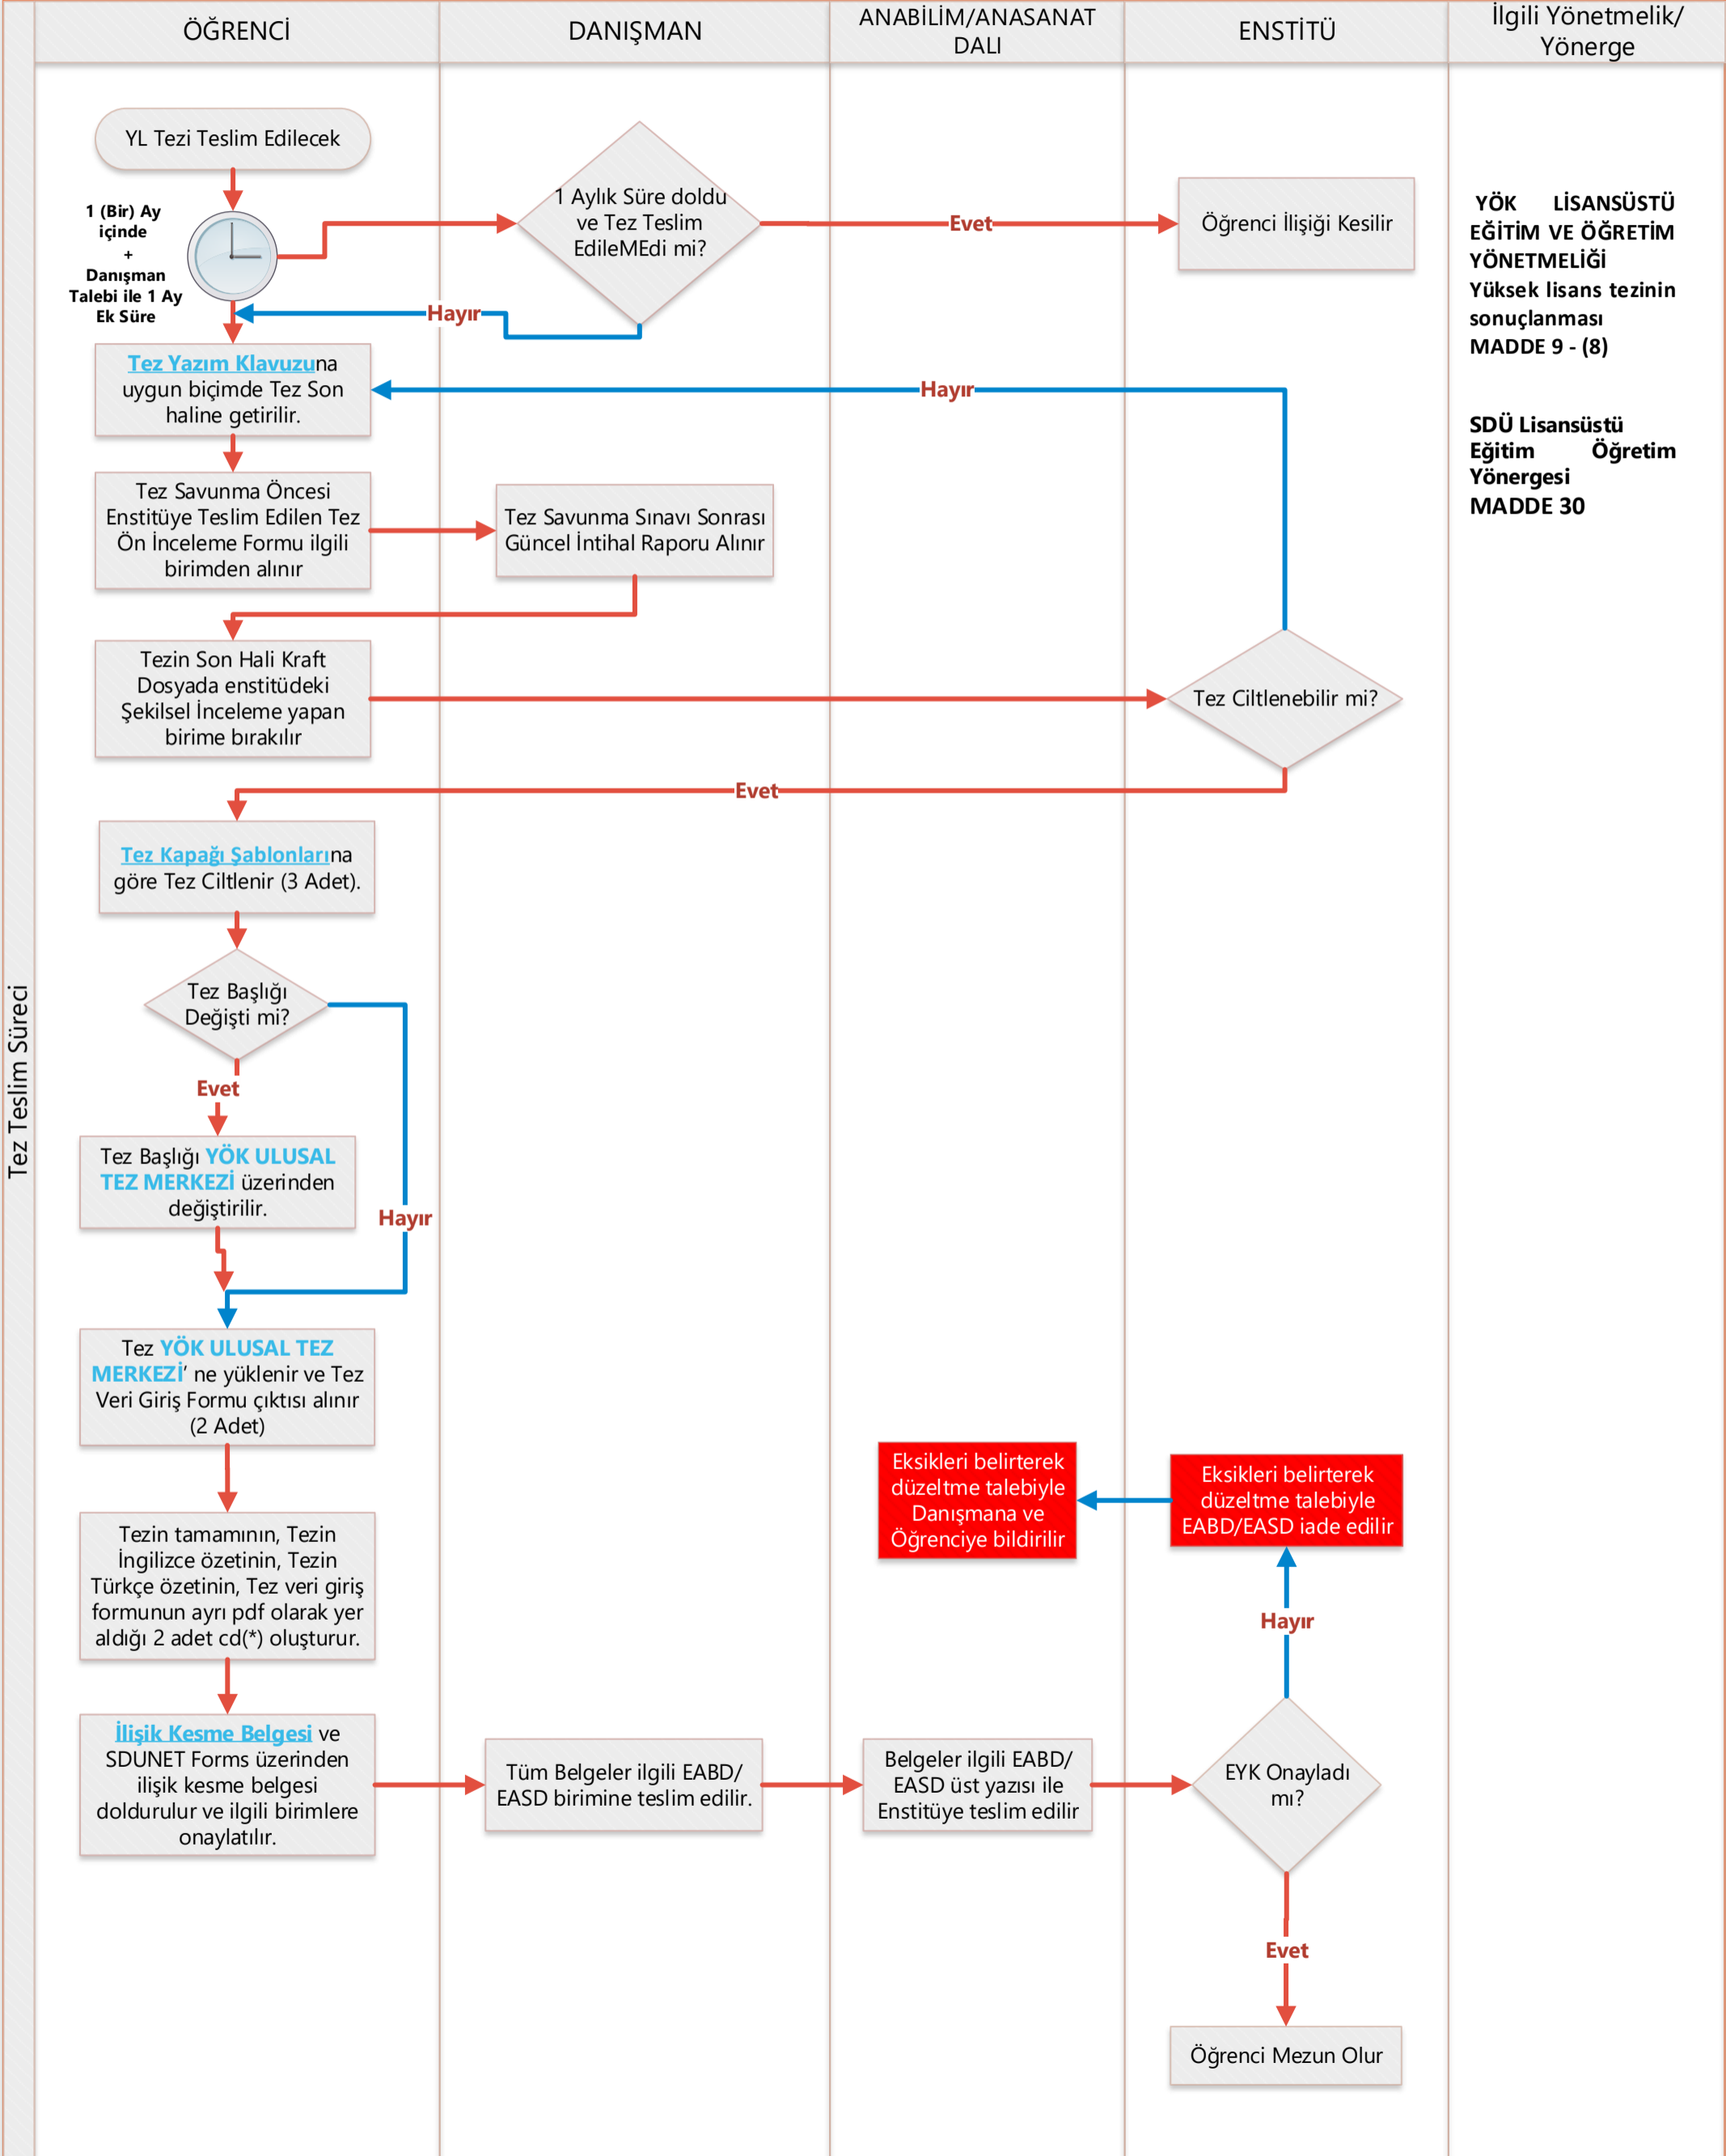 ÖĞRENCİ
DANIŞMAN
ANABİLİM/ANASANAT
DALI
ENSTİTÜ
İlgili Yönetmelik/
Yönerge
Tez Teslim Süreci
YL Tezi Teslim Edilecek
1 (Bir) Ay
içinde
+
Danışman
Talebi ile 1 Ay
Ek Süre
1 Aylık Süre doldu
ve Tez Teslim
EdileMEdi mi?
Evet
Öğrenci İlişiği Kesilir
Hayır
YÖK LİSANSÜSTÜ
EĞİTİM VE ÖĞRETİM
YÖNETMELİĞİ
Yüksek lisans tezinin
sonuçlanması
MADDE 9 - (8)
SDÜ Lisansüstü
Eğitim Öğretim
Yönergesi
MADDE 30
Tez Yazım Klavuzuna
uygun biçimde Tez Son
haline getirilir.
Hayır
Tez Savunma Öncesi
Enstitüye Teslim Edilen Tez
Ön İnceleme Formu ilgili
birimden alınır
Tez Savunma Sınavı Sonrası
Güncel İntihal Raporu Alınır
Tezin Son Hali Kraft
Dosyada enstitüdeki
Şekilsel İnceleme yapan
birime bırakılır
Tez Ciltlenebilir mi?
Evet
Tez Kapağı Şablonlarına
göre Tez Ciltlenir (3 Adet).
Tez Başlığı
Değişti mi?
Evet
Tez Başlığı YÖK ULUSAL
TEZ MERKEZİ üzerinden
değiştirilir.
Hayır
Tez YÖK ULUSAL TEZ
MERKEZİ’ ne yüklenir ve Tez
Veri Giriş Formu çıktısı alınır
(2 Adet)
Eksikleri belirterek
düzeltme talebiyle
Danışmana ve
Öğrenciye bildirilir
Eksikleri belirterek
düzeltme talebiyle
EABD/EASD iade edilir
Tezin tamamının, Tezin
İngilizce özetinin, Tezin
Türkçe özetinin, Tez veri giriş
formunun ayrı pdf olarak yer
aldığı 2 adet cd(*) oluşturur.
Hayır
İlişik Kesme Belgesi ve
SDUNET Forms üzerinden
ilişik kesme belgesi
doldurulur ve ilgili birimlere
onaylatılır.
Tüm Belgeler ilgili EABD/
EASD birimine teslim edilir.
Belgeler ilgili EABD/
EASD üst yazısı ile
Enstitüye teslim edilir
EYK Onayladı
mı?
Evet
Öğrenci Mezun Olur